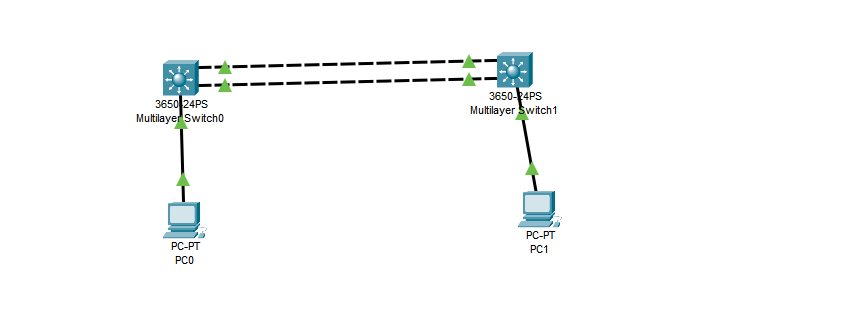 3650-24PS
Multilayer Switch0
3650-24PS
Multilayer Switch1
PC-PT
PC0
PC-PT
PC1